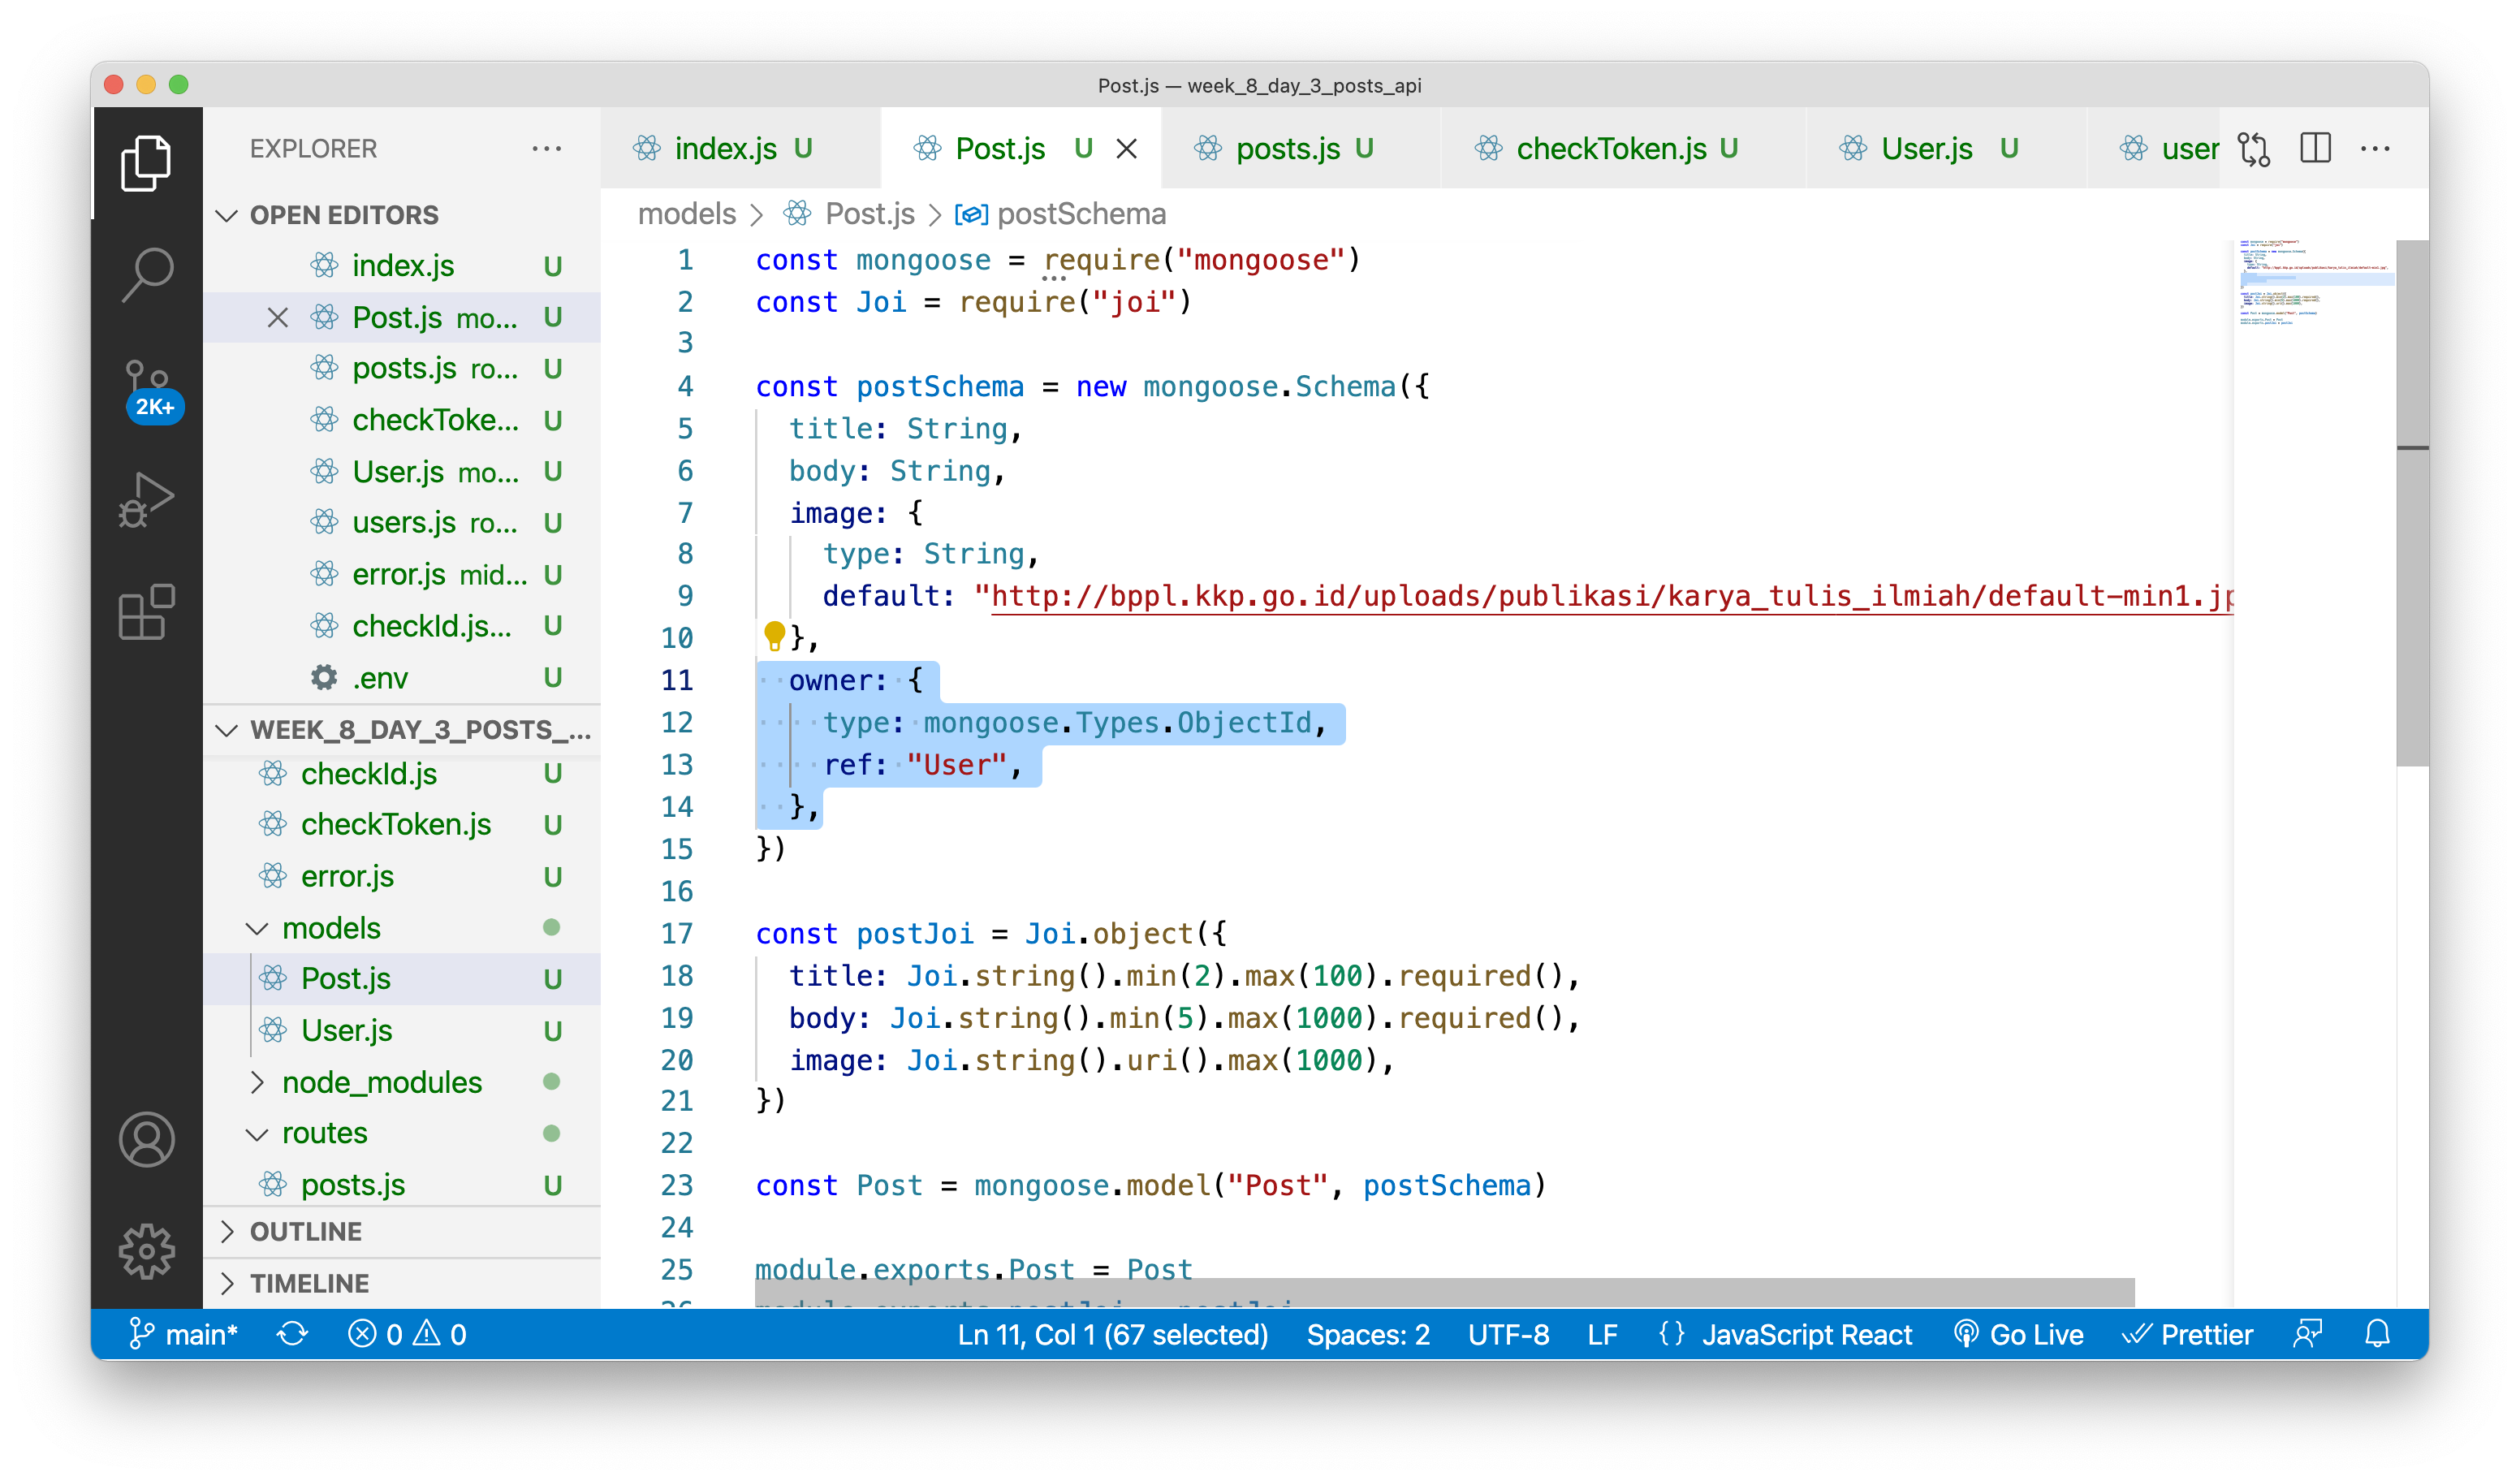 Post.js — week_8_day_3_posts_api
EXPLORER
OPEN EDITORS
index.js U
Post.js mo... U
posts.js ro... U
checkToke... U
User.js mo... U
users.js ro... U
error.js mid... U
checkId.js... U
.env U
WEEK_8_DAY_3_POSTS_...
checkId.js U
checkToken.js U
error.js U
models
Post.js U
User.js U
node_modules
routes
posts.js U
OUTLINE
TIMELINE
2K+
index.js U Post.js U posts.js U checkToken.js U User.js U user
models > Post.js > postSchema
1 const mongoose = require("mongoose")
2 const Joi = require("joi")
3
4 const postSchema = new mongoose.Schema({
5 title: String,
6 body: String,
7 image: {
8 type: String,
9 default: "http://bppl.kkp.go.id/uploads/publikasi/karya_tulis_ilmiah/default-min1.jp
10 },
11 owner: {
12 type: mongoose.Types.ObjectId,
13 ref: "User",
14 },
15 })
16
17 const postJoi = Joi.object({
18 title: Joi.string().min(2).max(100).required(),
19 body: Joi.string().min(5).max(1000).required(),
20 image: Joi.string().uri().max(1000),
21 })
22
23 const Post = mongoose.model("Post", postSchema)
24
25 module.exports.Post = Post
main* 0 0 Ln 11, Col 1 (67 selected) Spaces: 2 UTF-8 LF {} JavaScript React Go Live Prettier